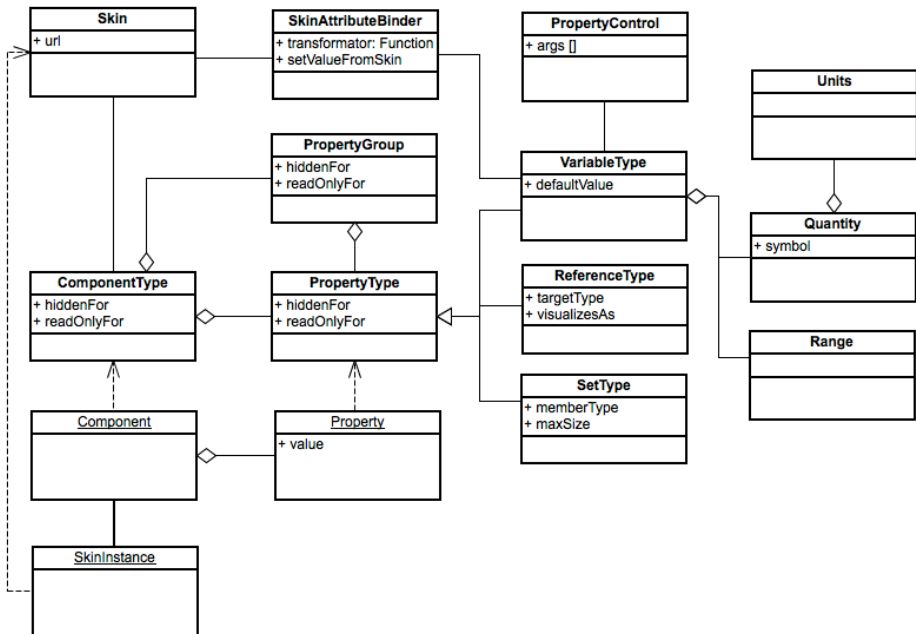 Skin
+ url
SkinAttributeBinder
+ transformator: Function
+ setValueFromSkin
PropertyControl
+ args []
Units
PropertyGroup
+ hiddenFor
+ readOnlyFor
VariableType
+ defaultValue
Quantity
+ symbol
ComponentType
+ hiddenFor
+ readOnlyFor
PropertyType
+ hiddenFor
+ readOnlyFor
ReferenceType
+ targetType
+ visualizesAs
Range
SetType
+ memberType
+ maxSize
Component
Property
+ value
SkinInstance